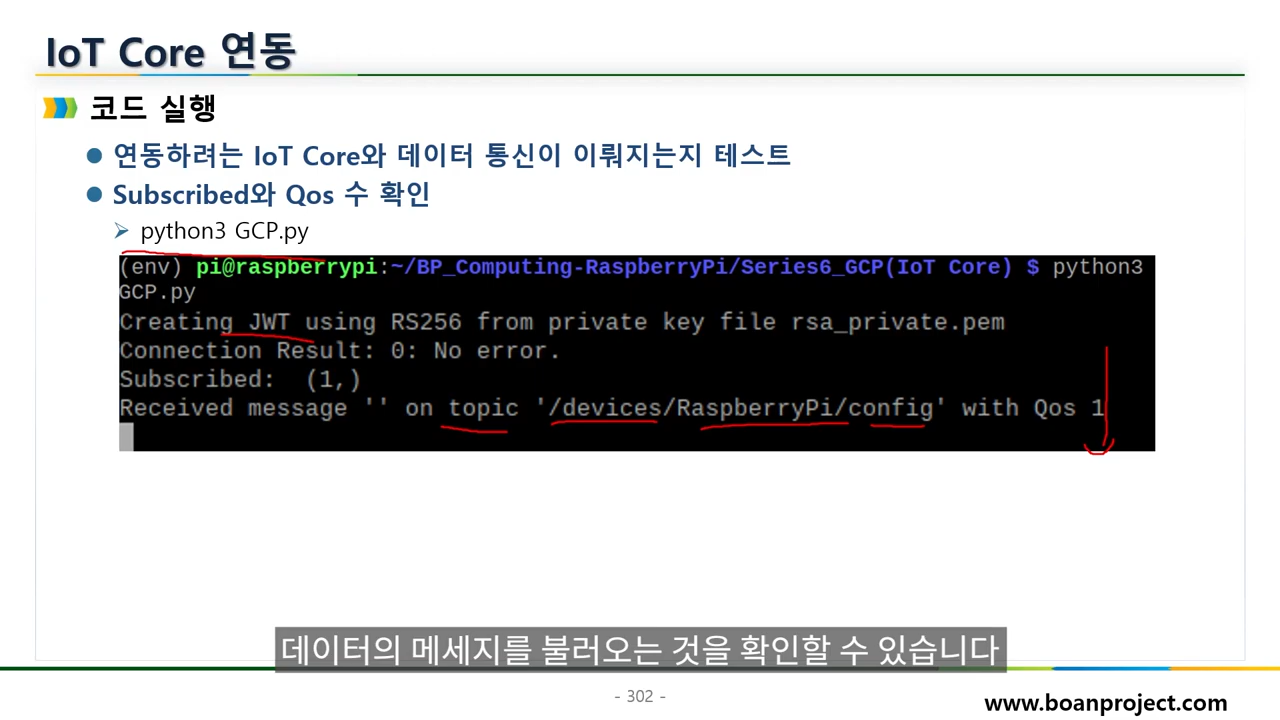 IoT Core 연동
코드 실행
연동하려는 IoT Core와 데이터 통신이 이뤄지는지 테스트
Subscribed와 Qos 수 확인
python3 GCP.py
(env) pi@raspberrypi:~/BP_Computing-RaspberryPi/Series6_GCP(IoT Core) $ python3
GCP.py
Creating JWT using RS256 from private key file rsa_private.pem
Connection Result: 0: No error.
Subscribed:  (1,)
Received message '' on topic '/devices/RaspberryPi/config' with Qos 1
데이터의 메세지를 불러오는 것을 확인할 수 있습니다
- 302 -
www.boanproject.com